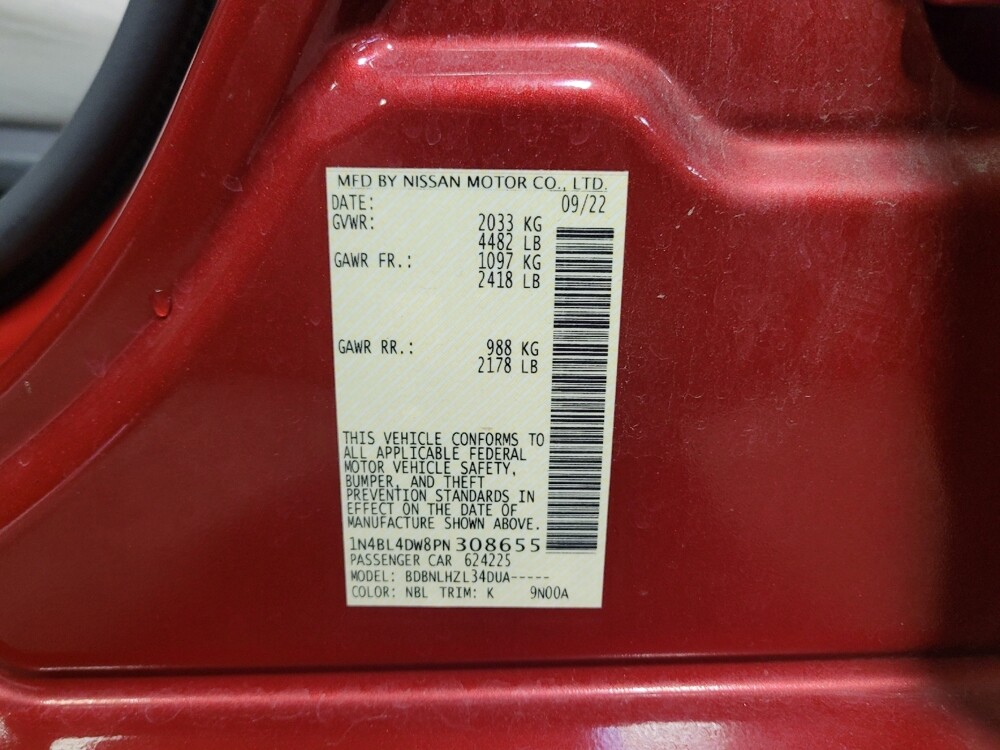 MFD BY NISSAN MOTOR CO., LTD.
DATE: 09/22
GVWR: 2033 KG
4482 LB
GAWR FR.: 1097 KG
2418 LB
GAWR RR.: 988 KG
2178 LB
THIS VEHICLE CONFORMS TO
ALL APPLICABLE FEDERAL
MOTOR VEHICLE SAFETY,
BUMPER, AND THEFT
PREVENTION STANDARDS IN
EFFECT ON THE DATE OF
MANUFACTURE SHOWN ABOVE.
1N4BL4DW8PN308655
PASSENGER CAR 624225
MODEL: BDBNLHZL34DUA-----
COLOR: NBL TRIM: K 9N00A